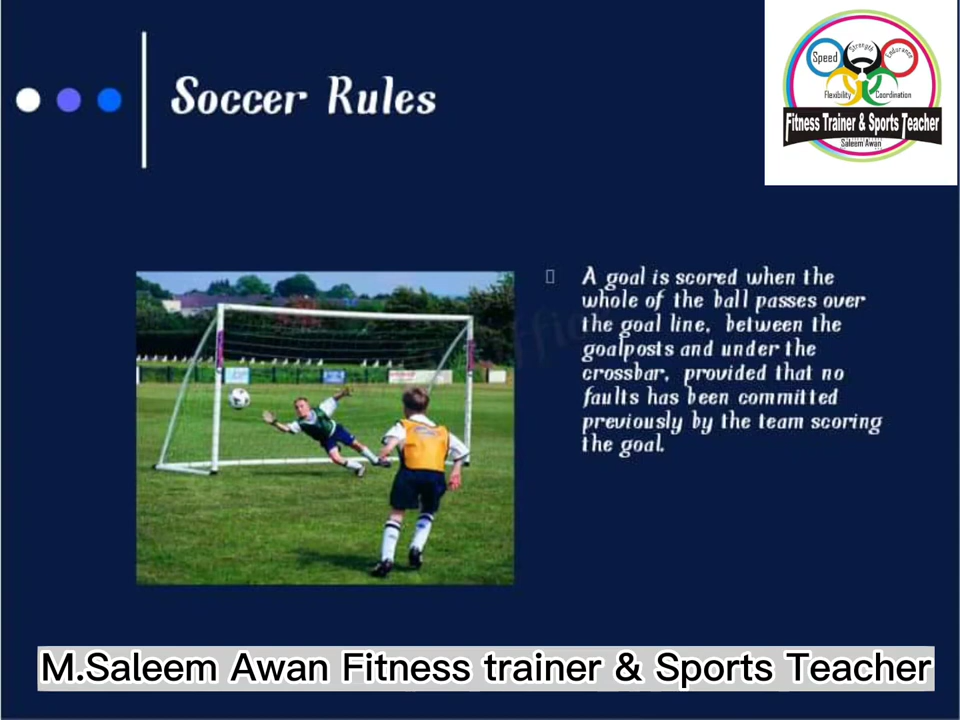 Soccer Rules
Speed
Strength
Endurance
Flexibility
Coordination
Fitness Trainer & Sports Teacher
Saleem Awan
A goal is scored when the
whole of the ball passes over
the goal line, between the
goalposts and under the
crossbar, provided that no
faults has been committed
previously by the team scoring
the goal.
M.Saleem Awan Fitness trainer & Sports Teacher